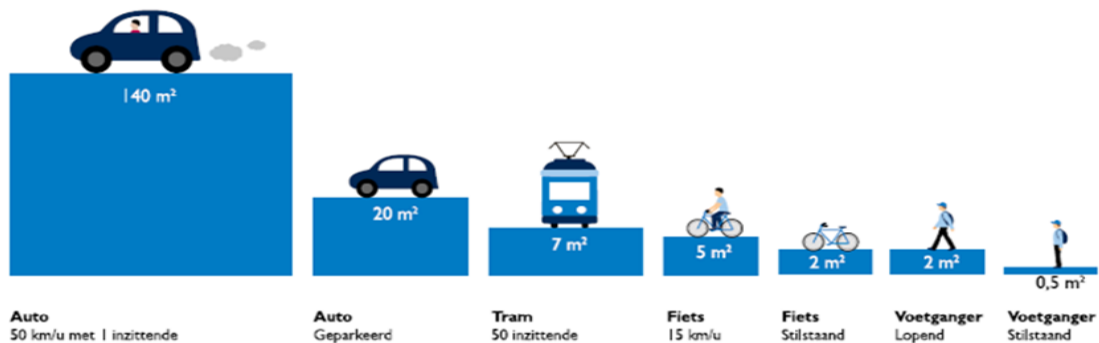 140 m²
20 m²
7 m²
5 m²
2 m²
2 m²
0,5 m²
Auto
50 km/u met 1 inzittende
Auto
Geparkeerd
Tram
50 inzittende
Fiets
15 km/u
Fiets
Stilstaand
Voetganger
Lopend
Voetganger
Stilstaand